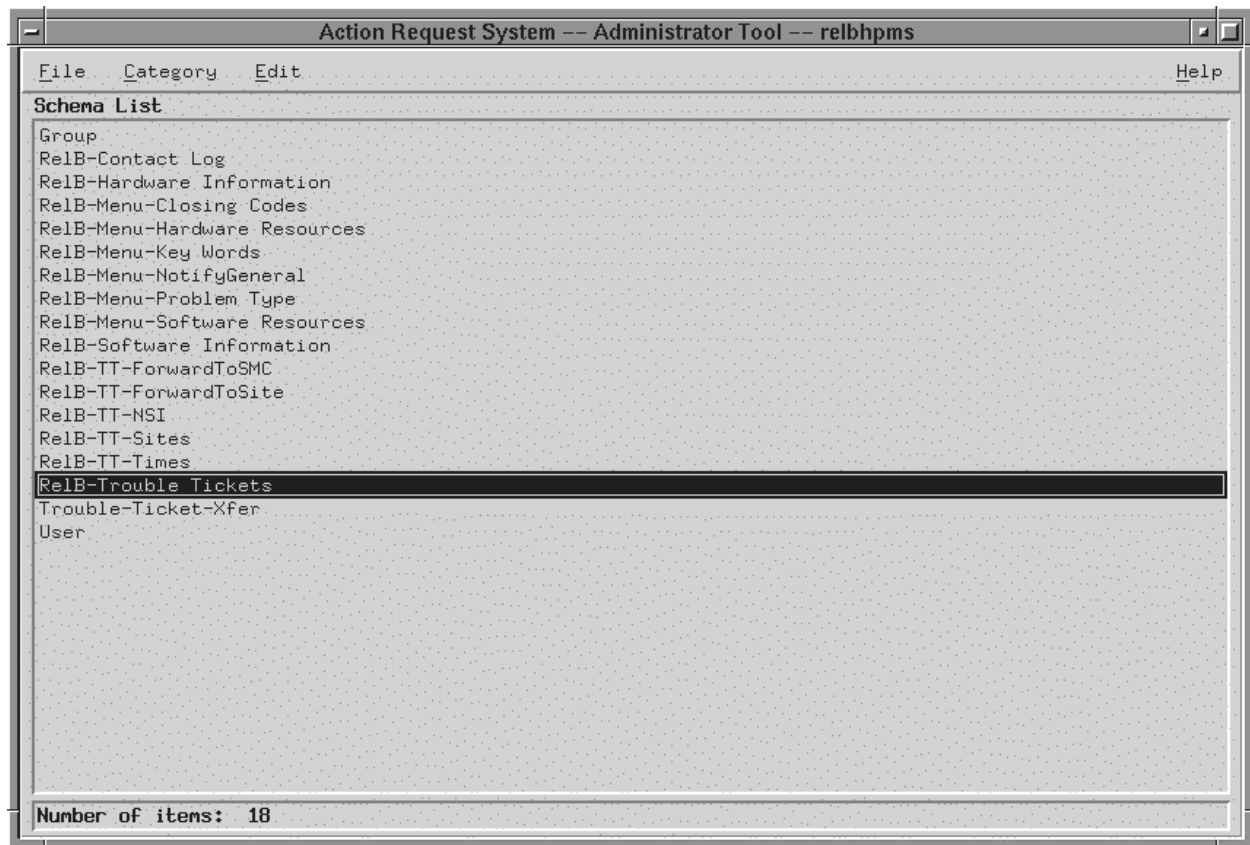 Action Request System -- Administrator Tool -- relbhpms
File Category Edit Help
Schema List
Group
RelB-Contact Log
RelB-Hardware Information
RelB-Menu-Closing Codes
RelB-Menu-Hardware Resources
RelB-Menu-Key Words
RelB-Menu-NotifyGeneral
RelB-Menu-Problem Type
RelB-Menu-Software Resources
RelB-Software Information
RelB-TT-ForwardToSMC
RelB-TT-ForwardToSite
RelB-TT-NSI
RelB-TT-Sites
RelB-TT-Times
RelB-Trouble Tickets
Trouble-Ticket-Xfer
User
Number of items: 18